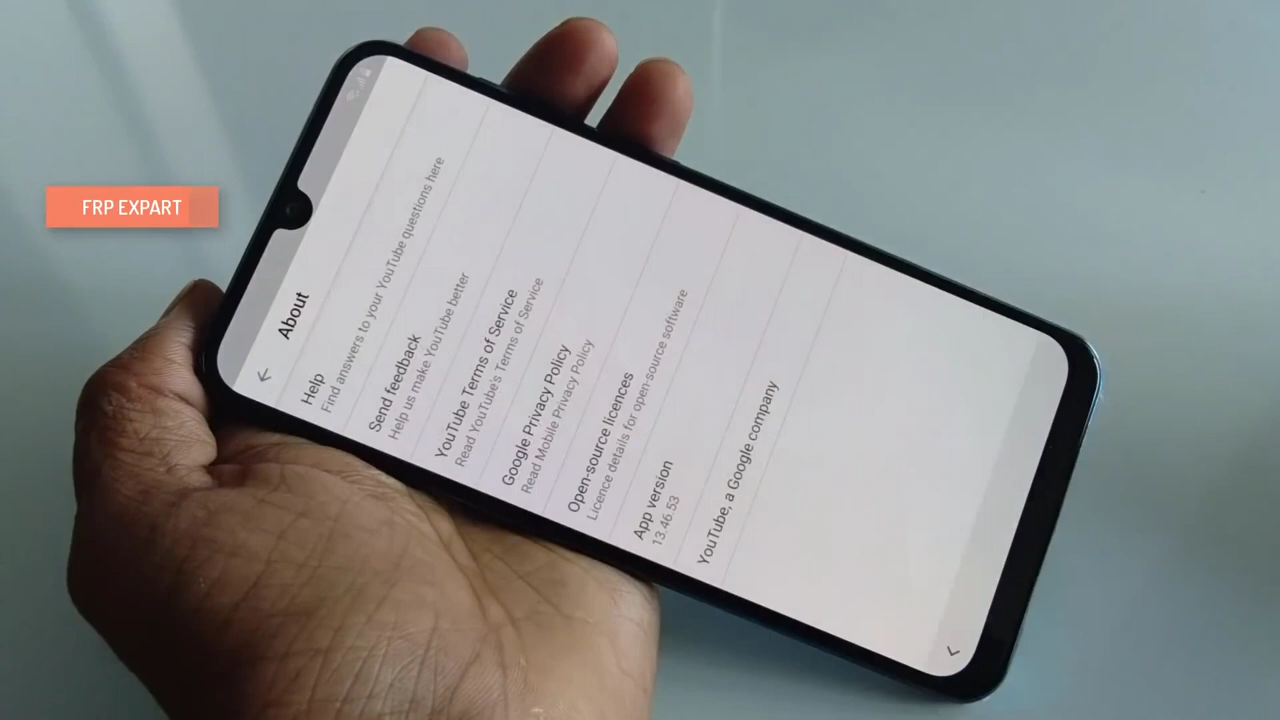 FRP EXPART
About
Help
Find answers to your YouTube questions here
Send feedback
Help us make YouTube better
YouTube Terms of Service
Read YouTube's Terms of Service
Google Privacy Policy
Read Mobile Privacy Policy
Open-source licences
Licence details for open-source software
App version
13.46.53
YouTube, a Google company